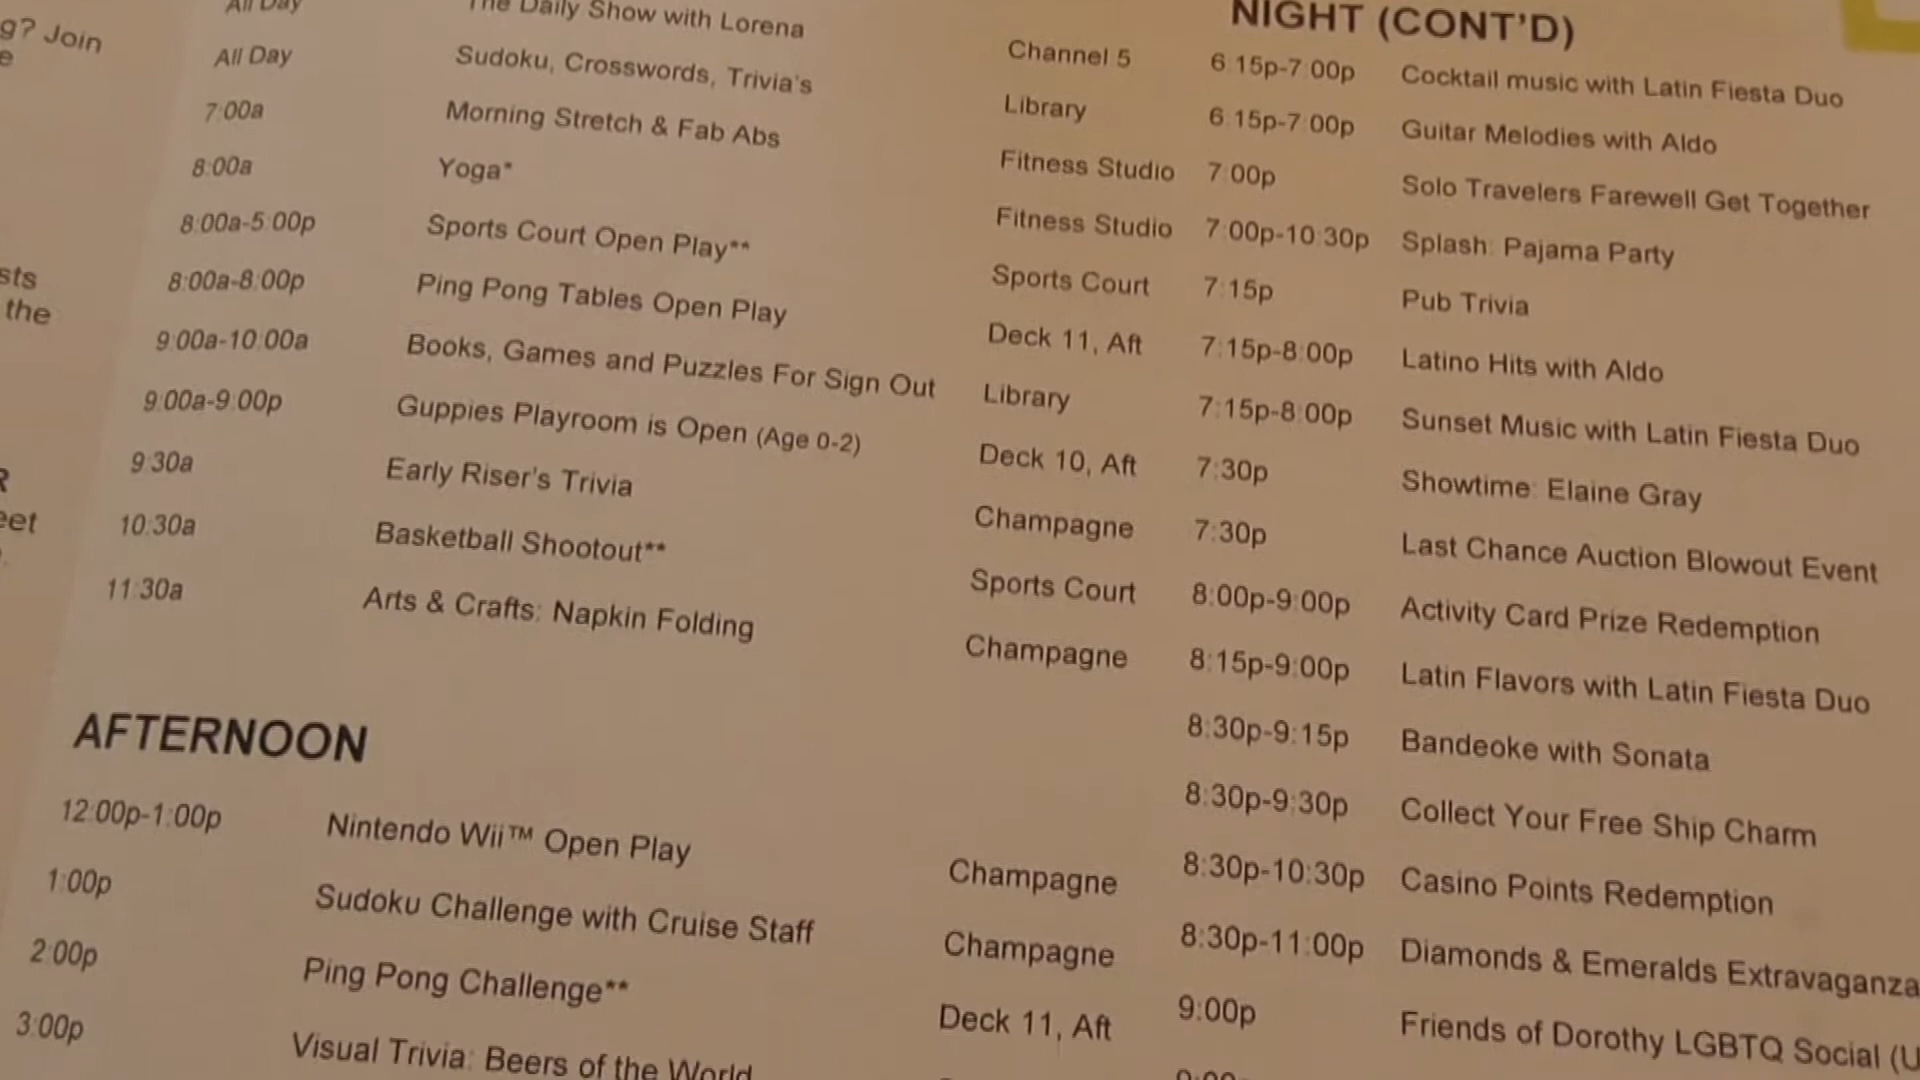 g? Join
e
sts
the
R
eet
All Day The Daily Show with Lorena Channel 5
All Day Sudoku, Crosswords, Trivia's Library
7:00a Morning Stretch & Fab Abs Fitness Studio
8:00a Yoga* Fitness Studio
8:00a-5:00p Sports Court Open Play** Sports Court
8:00a-8:00p Ping Pong Tables Open Play Deck 11, Aft
9:00a-10:00a Books, Games and Puzzles For Sign Out Library
9:00a-9:00p Guppies Playroom is Open (Age 0-2) Deck 10, Aft
9:30a Early Riser's Trivia Champagne
10:30a Basketball Shootout** Sports Court
11:30a Arts & Crafts: Napkin Folding Champagne
AFTERNOON
12:00p-1:00p Nintendo Wii™ Open Play Champagne
1:00p Sudoku Challenge with Cruise Staff Champagne
2:00p Ping Pong Challenge** Deck 11, Aft
3:00p Visual Trivia: Beers of the World
NIGHT (CONT'D)
6:15p-7:00p Cocktail music with Latin Fiesta Duo
6:15p-7:00p Guitar Melodies with Aldo
7:00p Solo Travelers Farewell Get Together
7:00p-10:30p Splash: Pajama Party
7:15p Pub Trivia
7:15p-8:00p Latino Hits with Aldo
7:15p-8:00p Sunset Music with Latin Fiesta Duo
7:30p Showtime: Elaine Gray
7:30p Last Chance Auction Blowout Event
8:00p-9:00p Activity Card Prize Redemption
8:15p-9:00p Latin Flavors with Latin Fiesta Duo
8:30p-9:15p Bandeoke with Sonata
8:30p-9:30p Collect Your Free Ship Charm
8:30p-10:30p Casino Points Redemption
8:30p-11:00p Diamonds & Emeralds Extravaganza
9:00p Friends of Dorothy LGBTQ Social (U